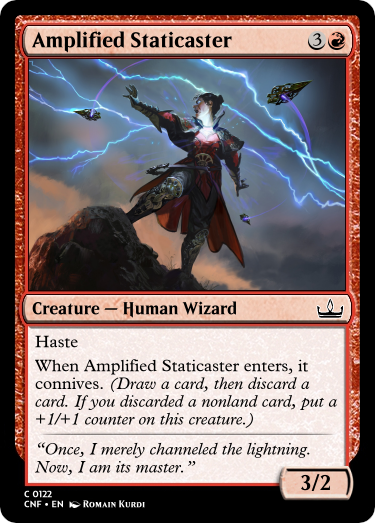 Amplified Staticaster 3
Creature — Human Wizard
Haste
When Amplified Staticaster enters, it
connives. (Draw a card, then discard a
card. If you discarded a nonland card, put a
+1/+1 counter on this creature.)
“Once, I merely channeled the lightning.
Now, I am its master.”
3/2
C 0122
CNF • EN Romain Kurdi